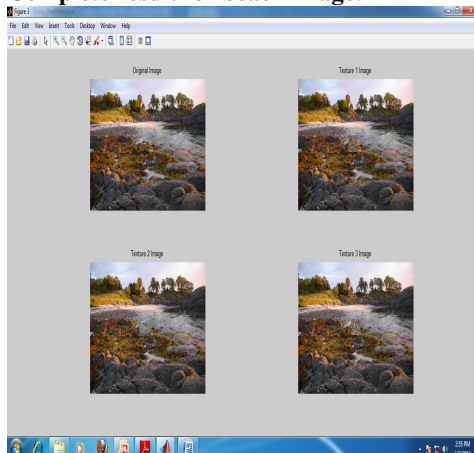 Figure 3
File Edit View Insert Tools Desktop Window Help
Original Image
Texture 1 Image
Texture 2 Image
Texture 3 Image
2:55 PM